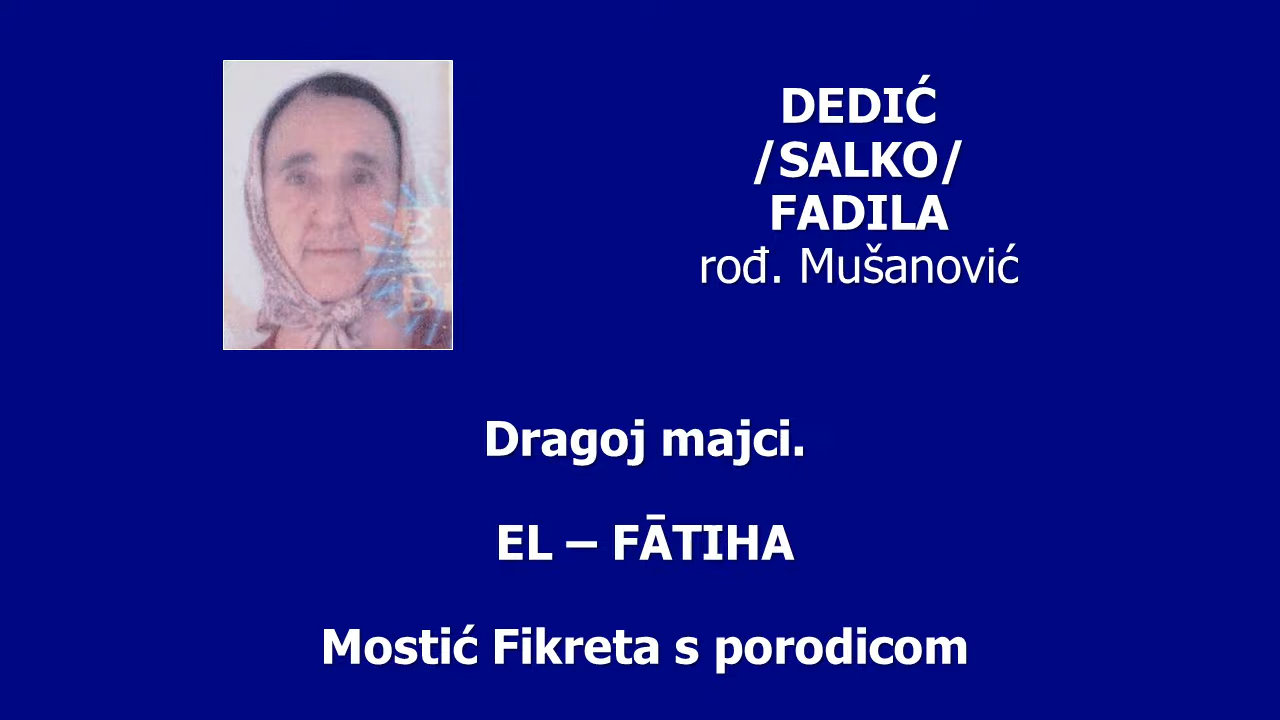 DEDIĆ
/SALKO/
FADILA
rođ. Mušanović
Dragoj majci.
EL – FĀTIHA
Mostić Fikreta s porodicom